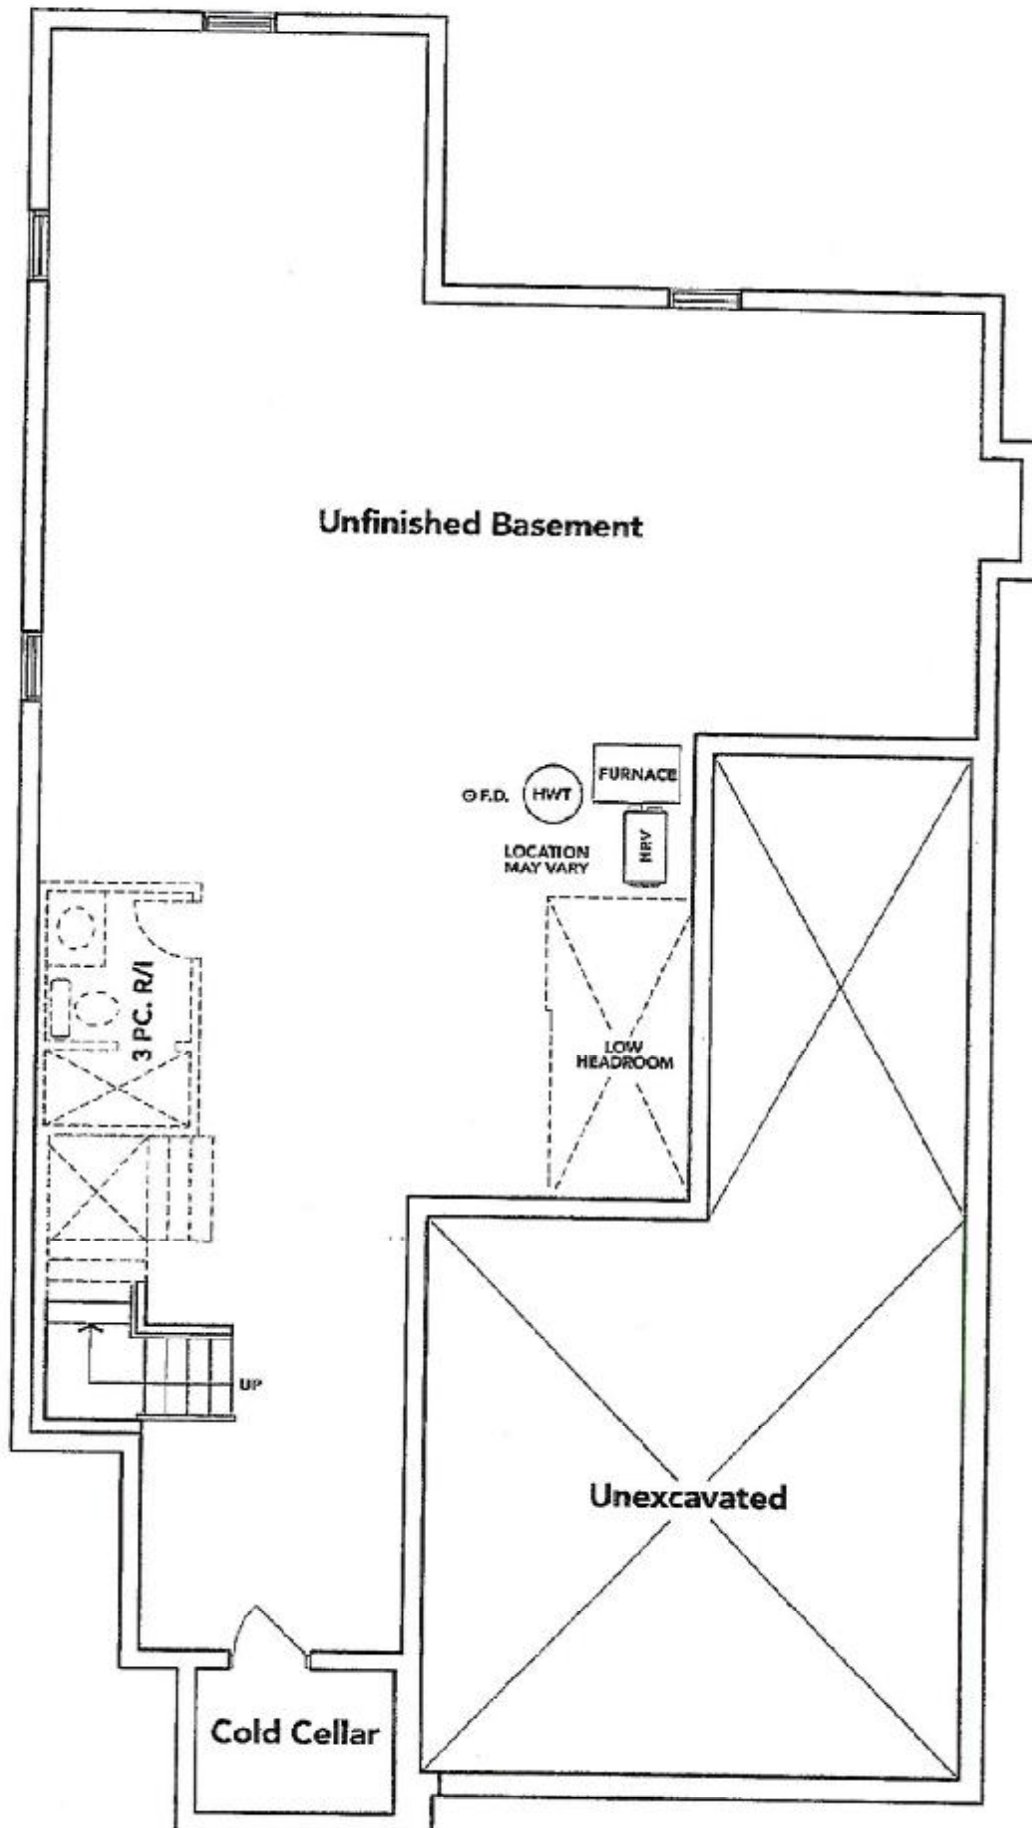 Unfinished Basement
FURNACE
F.D.
HWT
HRV
LOCATION
MAY VARY
3 PC. R/I
LOW
HEADROOM
UP
Unexcavated
Cold Cellar